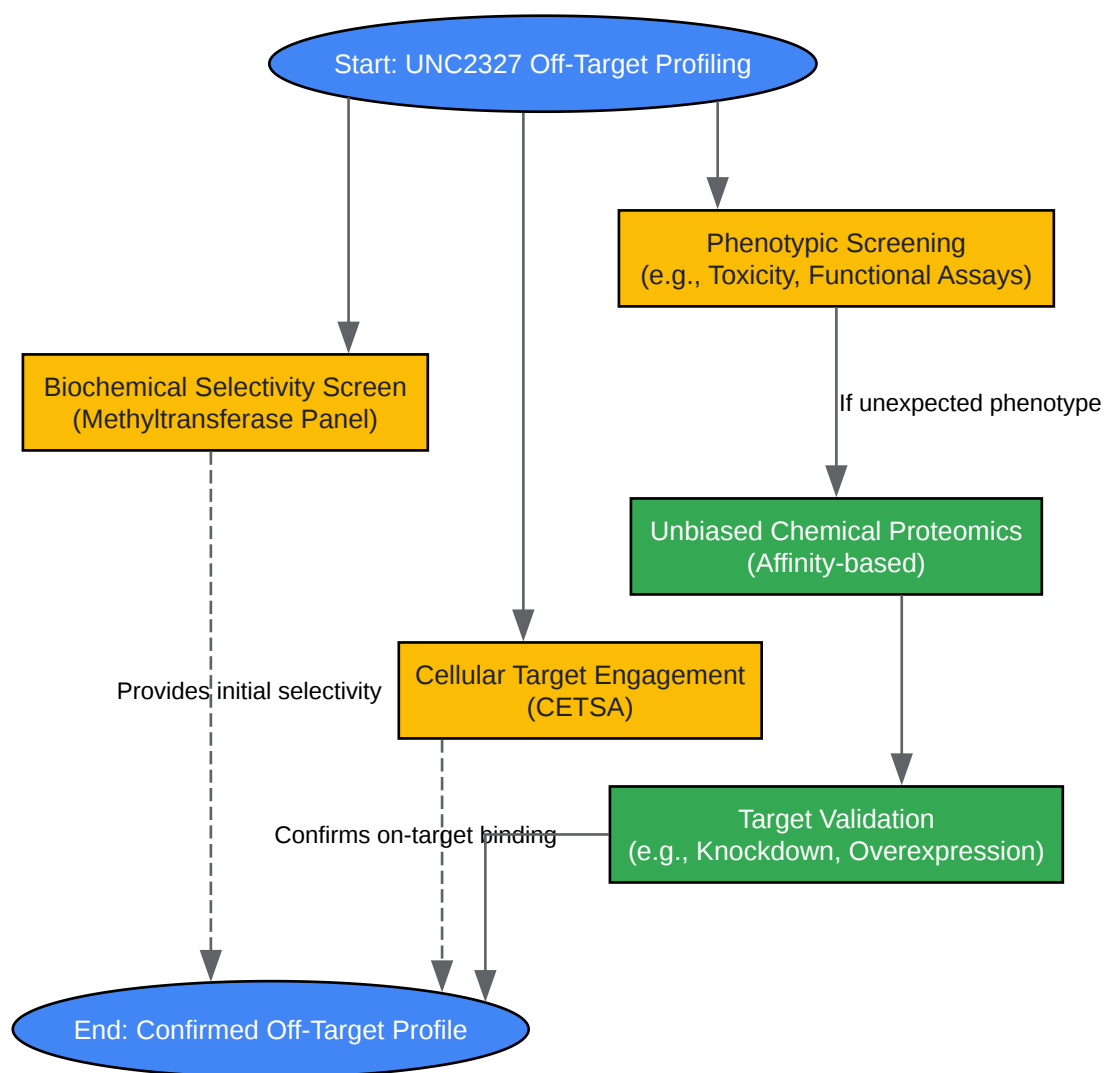 Start: UNC2327 Off-Target Profiling
Phenotypic Screening
(e.g., Toxicity, Functional Assays)
Biochemical Selectivity Screen
(Methyltransferase Panel)
If unexpected phenotype
Unbiased Chemical Proteomics
(Affinity-based)
Provides initial selectivity
Cellular Target Engagement
(CETSA)
Target Validation
(e.g., Knockdown, Overexpression)
Confirms on-target binding
End: Confirmed Off-Target Profile